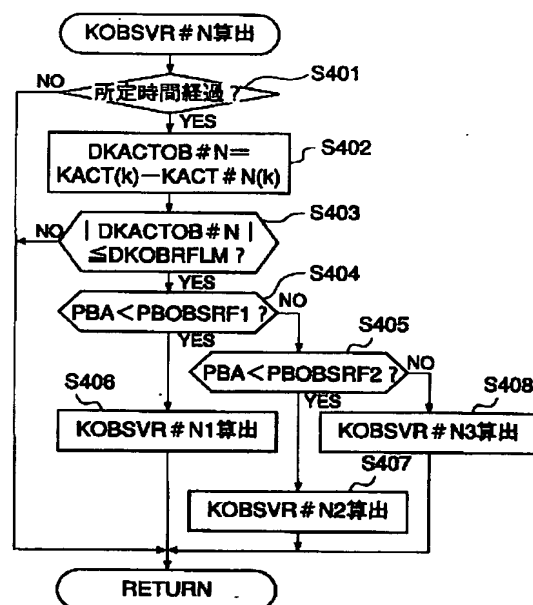 KOBSVR#N算出
S401
NO
所定時間経過?
YES
DKACTOB#N=
KACT(k)−KACT#N(k)
S402
S403
NO
|DKACTOB#N|
≦DKOBRFLM?
YES
S404
PBA<PBOBSRF1?
NO
YES
S405
PBA<PBOBSRF2?
NO
YES
S406
KOBSVR#N1算出
S408
KOBSVR#N3算出
S407
KOBSVR#N2算出
RETURN